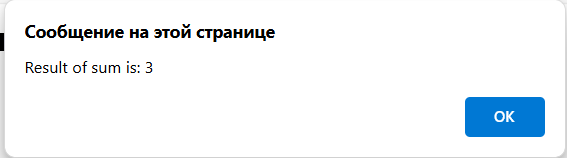 Сообщение на этой странице
Result of sum is: 3
OK